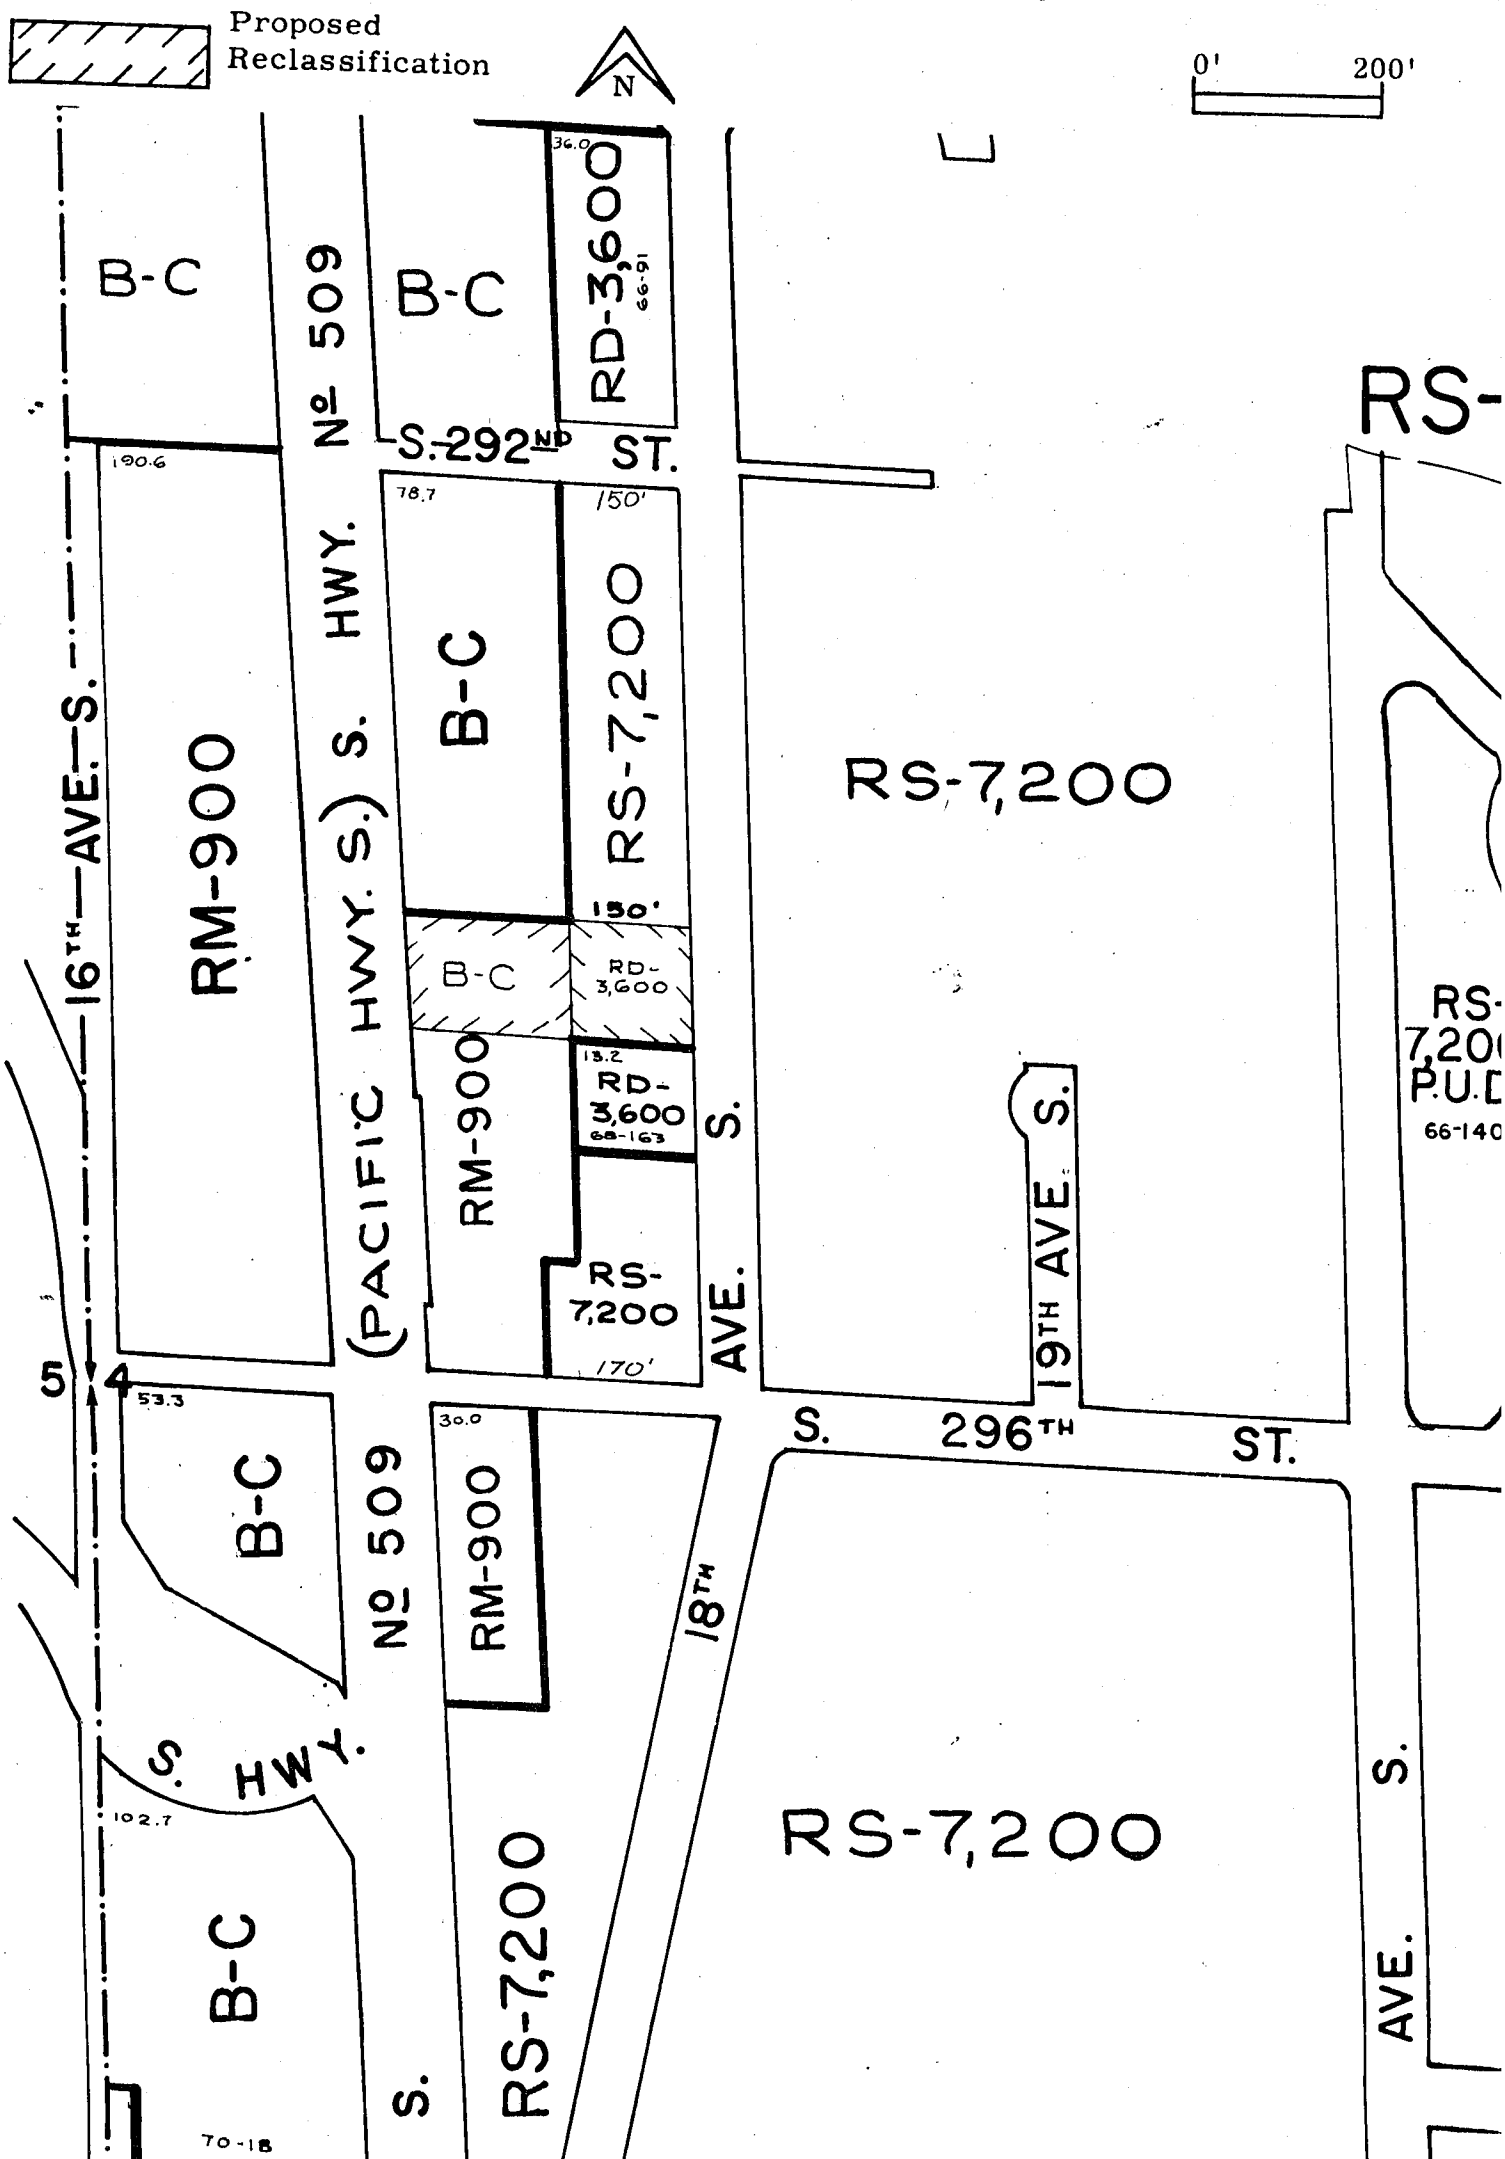 Proposed
Reclassification
N
0' 200'
36.0
RD-3,600
66-91
B-C
Nº 509
B-C
RS-
S. 292ND ST.
190.6
78.7
150'
HWY.
B-C
RS-7,200
16TH AVE. S.
RM-900
S.
(PACIFIC HWY. S.)
RS-7,200
150'
B-C
RD-
3,600
RS-
7,200
P.U.D
66-140
13.2
RD-
3,600
68-163
RM-900
S.
19TH AVE. S.
RS-
7,200
AVE.
170'
5 4
53.3
30.0
S. 296TH ST.
B-C
Nº 509
RM-900
18TH
S. HWY.
102.7
S.
RS-7,200
RS-7,200
B-C
AVE.
S.
70-18